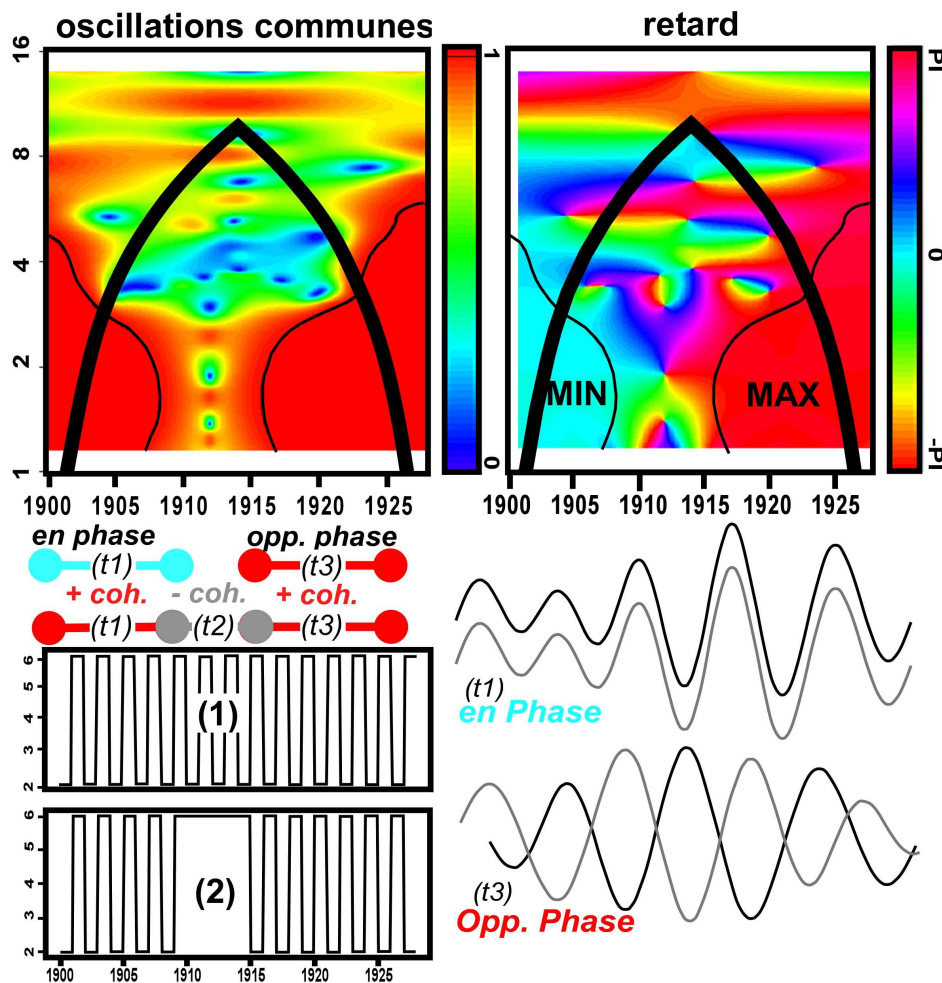 oscillations communes
retard
16
8
4
2
1
1
0
PI
0
-PI
MIN
MAX
1900 1905 1910 1915 1920 1925
1900 1905 1910 1915 1920 1925
en phase
opp. phase
(t1)
(t3)
+ coh. - coh. + coh.
(t1) (t2) (t3)
6
5
4
3
2
(1)
6
5
4
3
2
(2)
1900 1905 1910 1915 1920 1925
(t1)
en Phase
(t3)
Opp. Phase